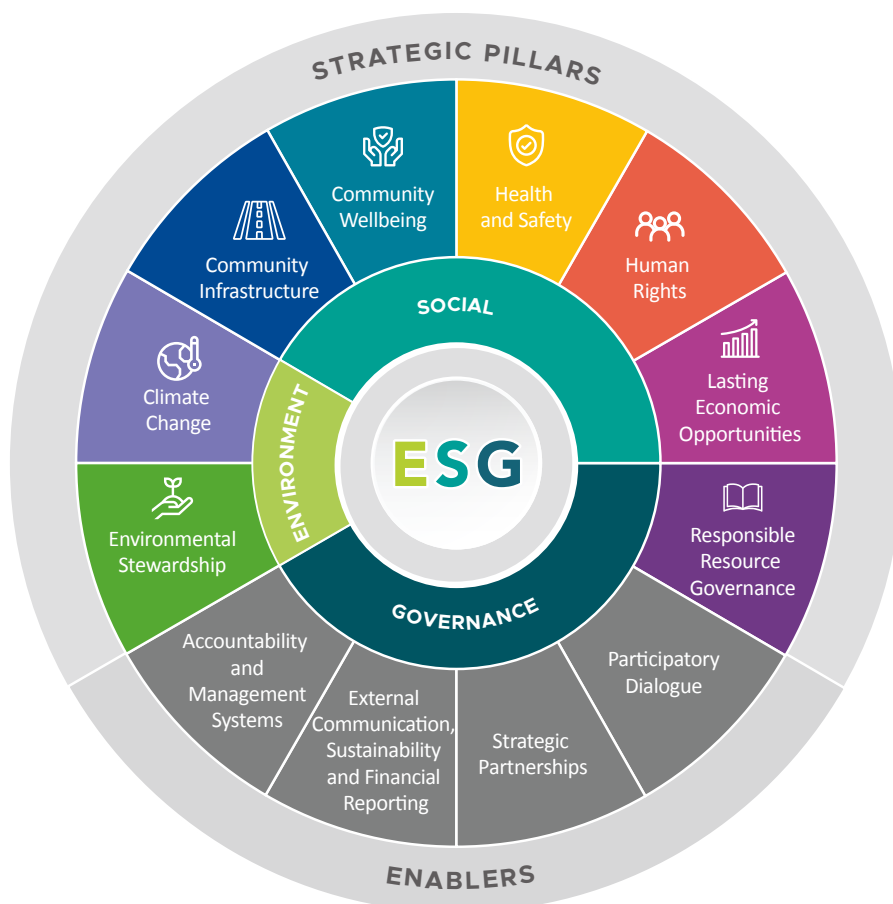 STRATEGIC PILLARS
Community
Wellbeing
Health
and Safety
Community
Infrastructure
Human
Rights
Climate
Change
Lasting
Economic
Opportunities
Environmental
Stewardship
Responsible
Resource
Governance
SOCIAL
ENVIRONMENT
ESG
GOVERNANCE
Accountability
and
Management
Systems
External
Communication,
Sustainability
and Financial
Reporting
Strategic
Partnerships
Participatory
Dialogue
ENABLERS